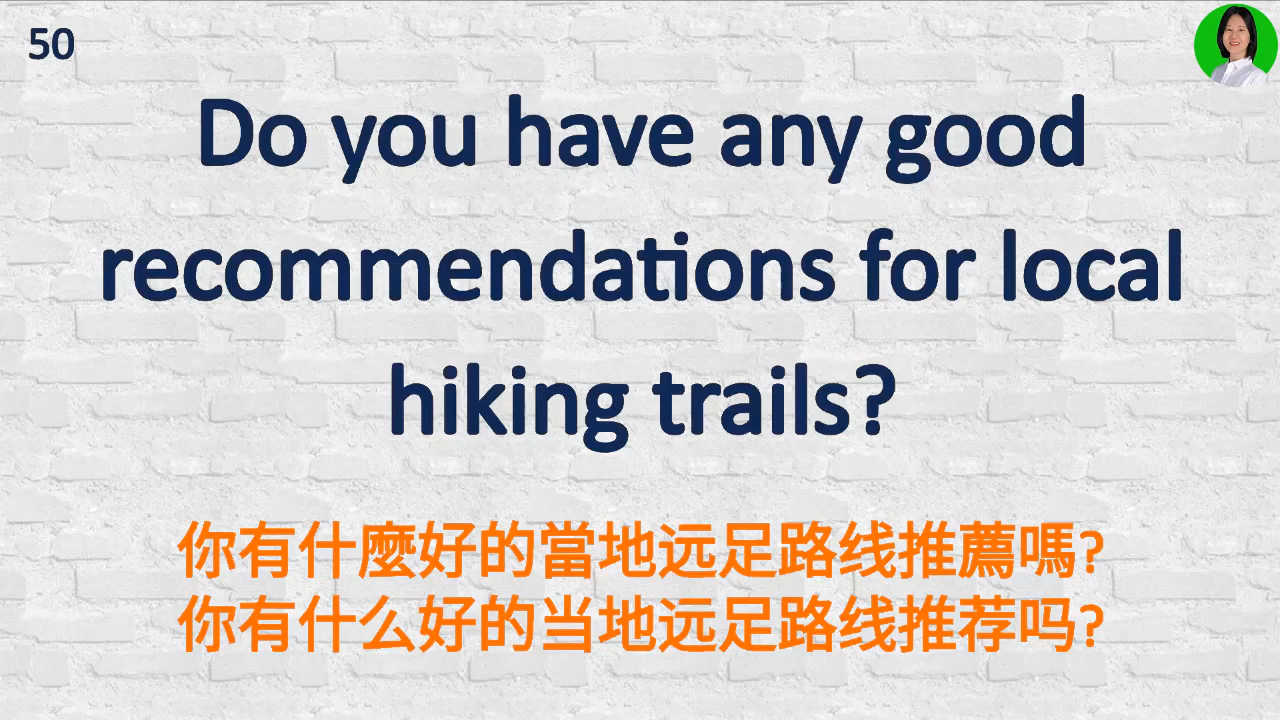 50
Do you have any good
recommendations for local
hiking trails?
你有什麼好的當地远足路线推薦嗎?
你有什么好的当地远足路线推荐吗?